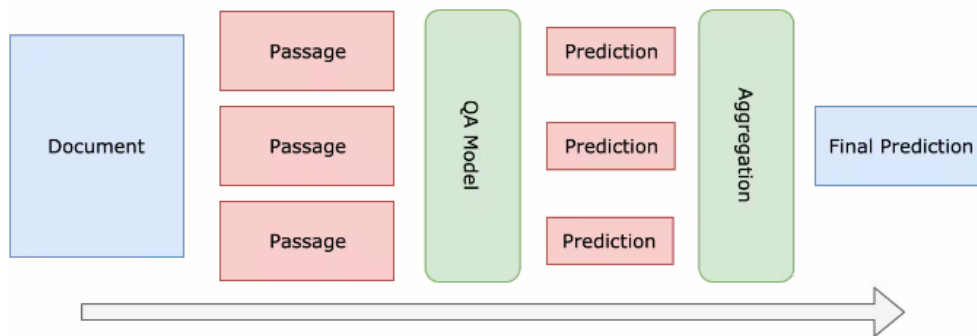 Document
Passage
Passage
Passage
QA Model
Prediction
Prediction
Prediction
Aggregation
Final Prediction